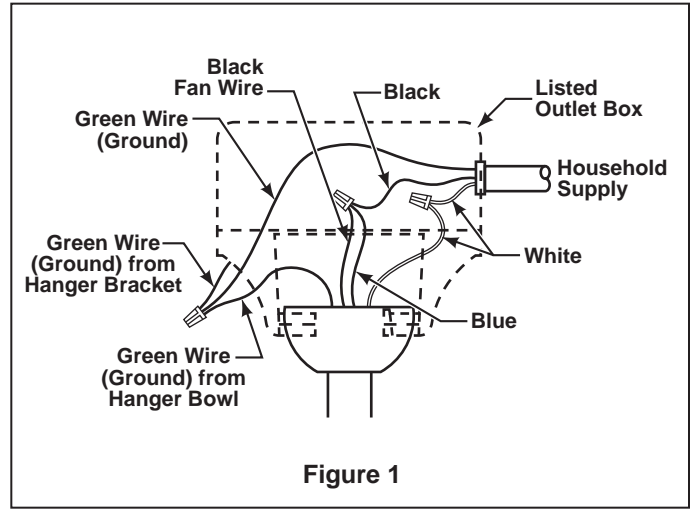 Black
Fan Wire
Black
Listed
Outlet Box
Green Wire
(Ground)
Household
Supply
Green Wire
(Ground) from
Hanger Bracket
White
Blue
Green Wire
(Ground) from
Hanger Bowl
Figure 1